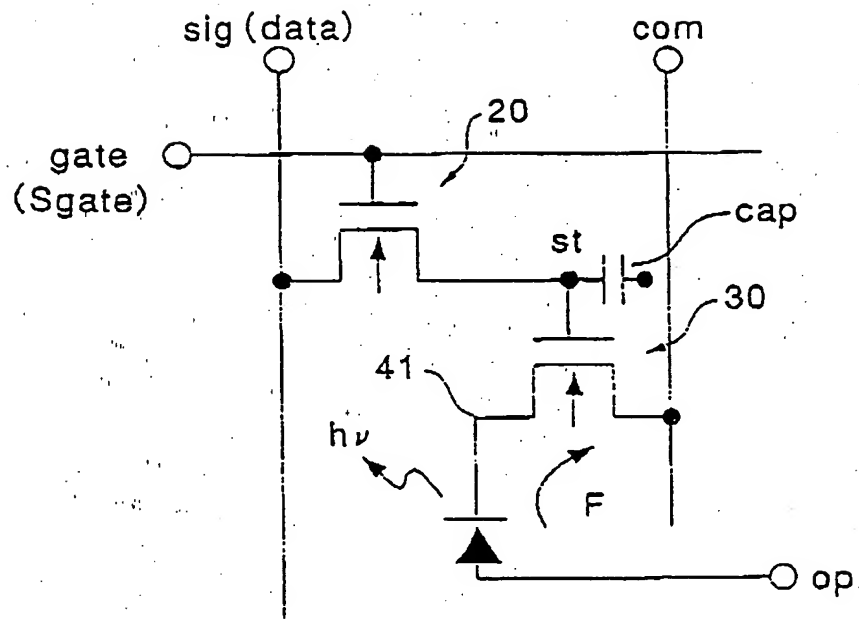 sig (data)
com
20
gate
(Sgate)
cap
st
30
41
hν
F
op